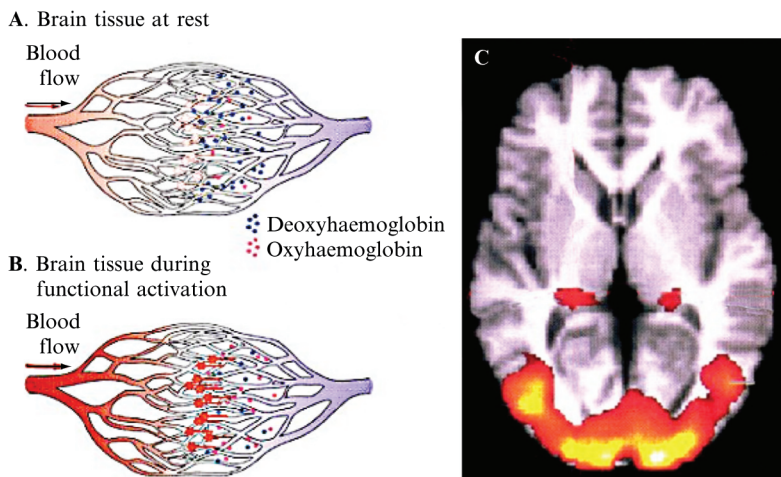 A. Brain tissue at rest
Blood
flow
Deoxyhaemoglobin
Oxyhaemoglobin
B. Brain tissue during
functional activation
Blood
flow
C